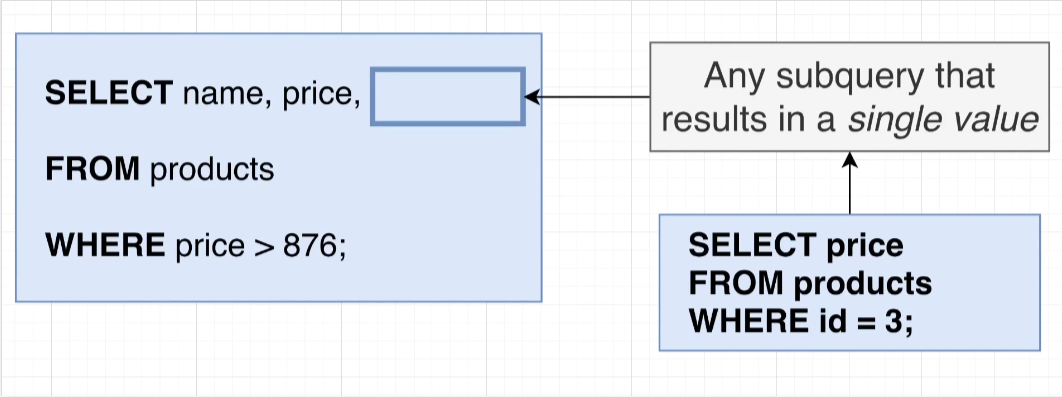 SELECT name, price,
FROM products
WHERE price > 876;
Any subquery that
results in a single value
SELECT price
FROM products
WHERE id = 3;